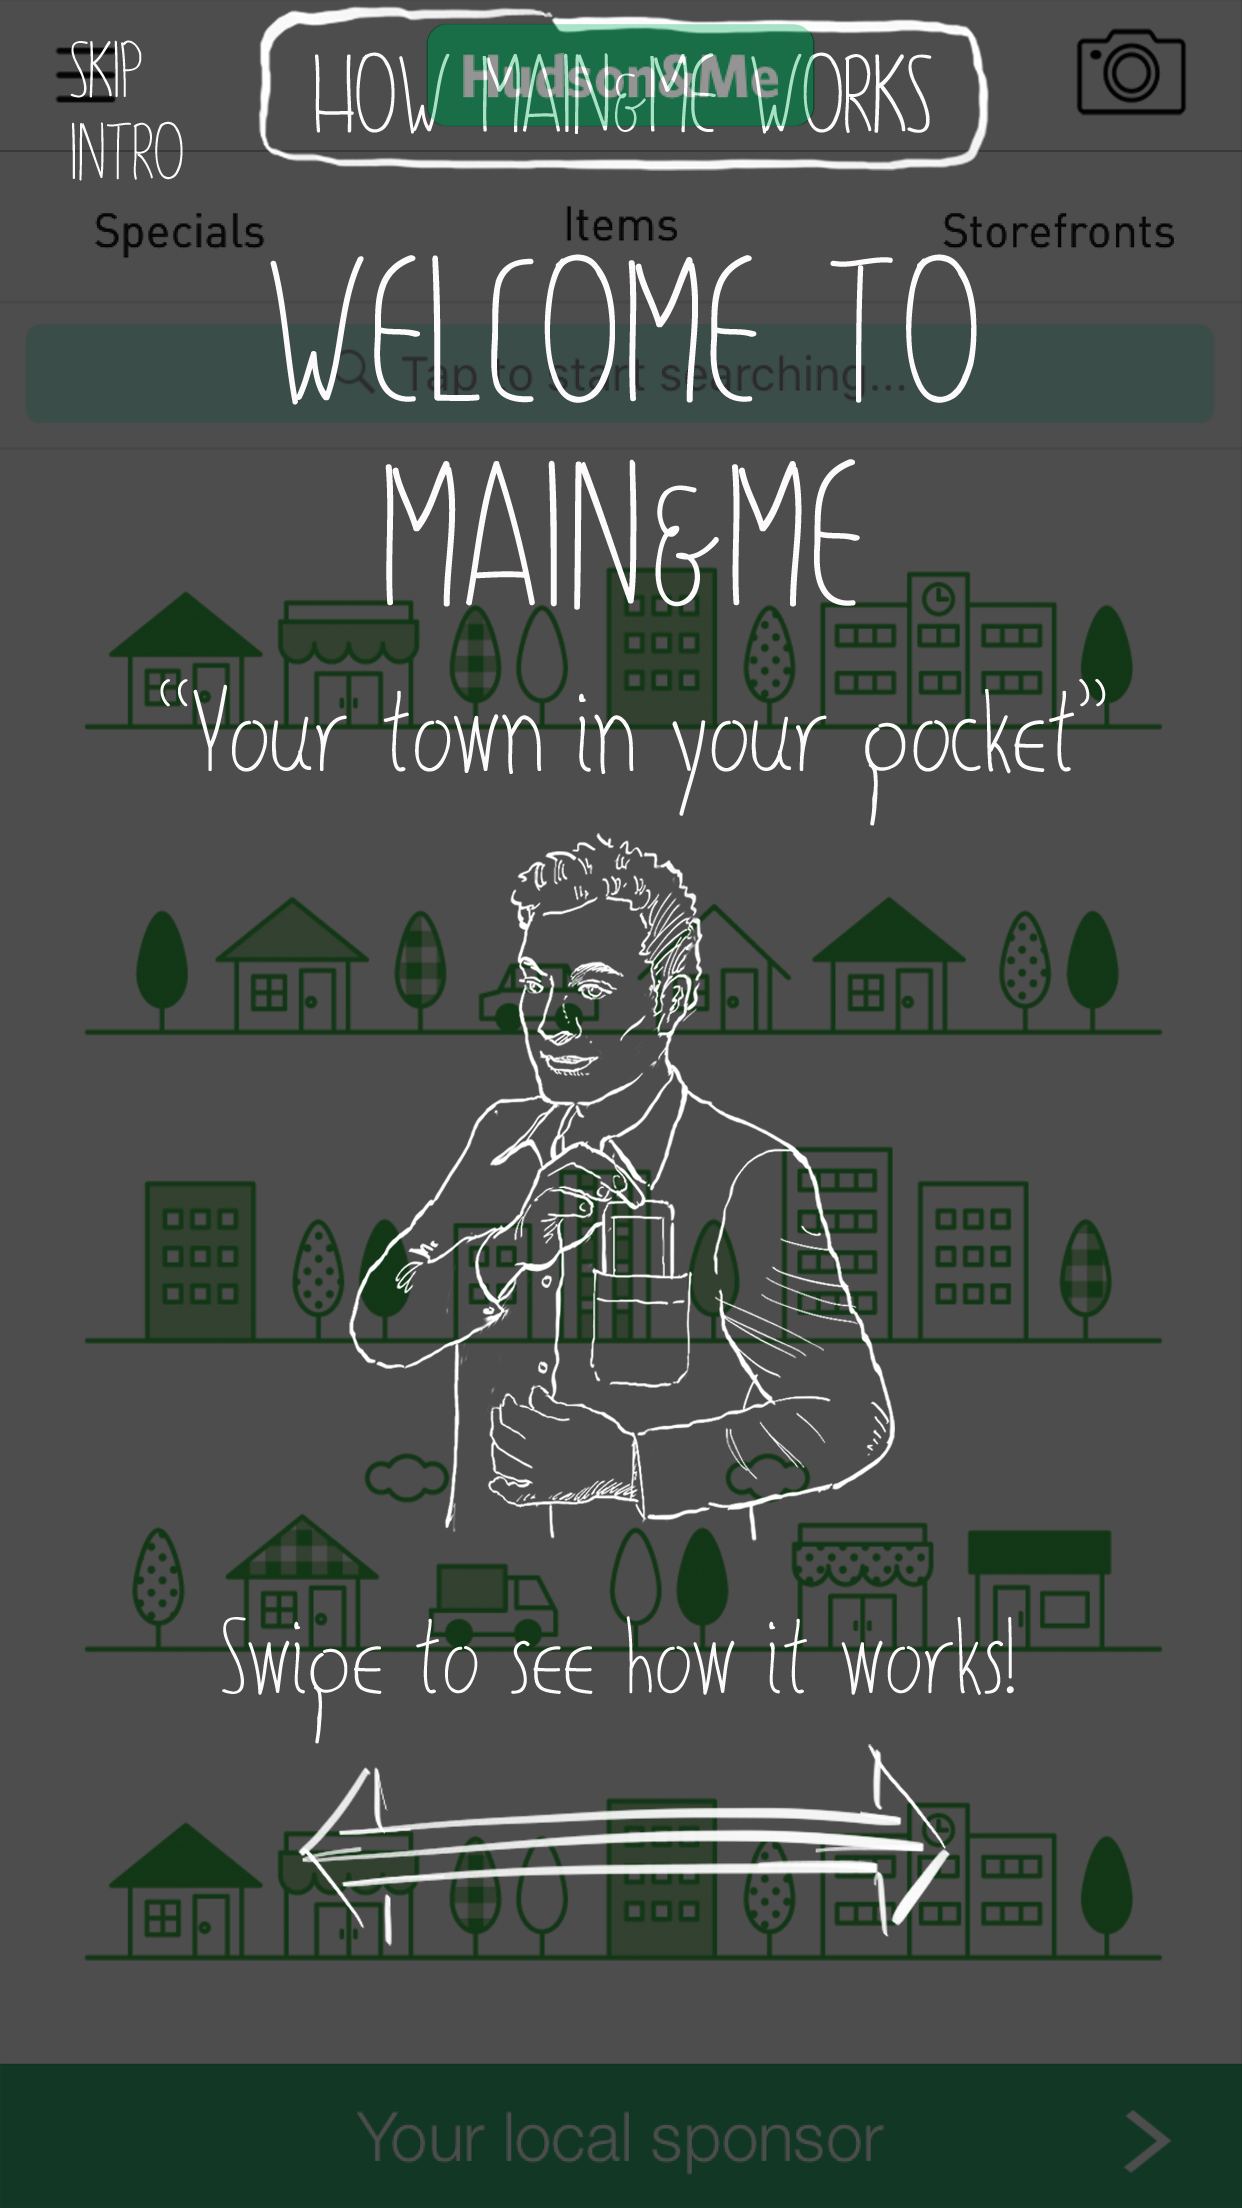 SKIP
INTRO
HOW MAIN&ME WORKS
Hudson&Me
Specials
Items
Storefronts
WELCOME TO
Tap to start searching...
MAIN&ME
“Your town in your pocket”
Swipe to see how it works!
Your local sponsor